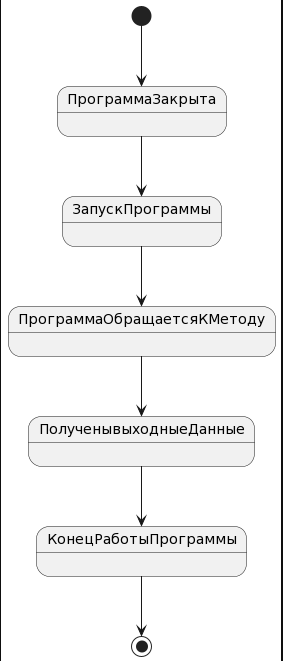 ПрограммаЗакрыта
ЗапускПрограммы
ПрограммаОбращаетсяКМетоду
ПолученывыходныеДанные
КонецРаботыПрограммы